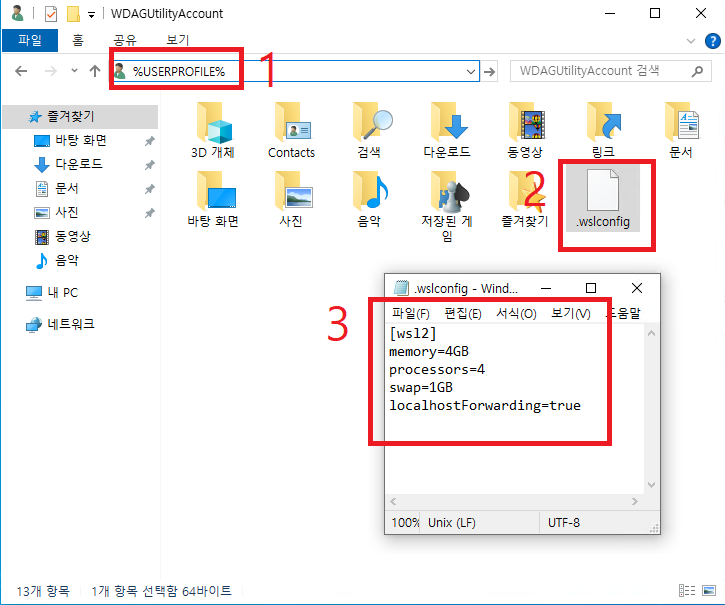 WDAGUtilityAccount
파일 홈 공유 보기
1
%USERPROFILE%
WDAGUtilityAccount 검색
즐겨찾기
바탕 화면
다운로드
문서
사진
동영상
음악
내 PC
네트워크
3D 개체 Contacts 검색 다운로드 동영상 링크 문서
2
바탕 화면 사진 음악 저장된 게임 즐겨찾기 .wslconfig
3
.wslconfig - Wind...
파일(F) 편집(E) 서식(O) 보기(V) 도움말
[wsl2]
memory=4GB
processors=4
swap=1GB
localhostForwarding=true
100% Unix (LF) UTF-8
13개 항목 1개 항목 선택함 64바이트